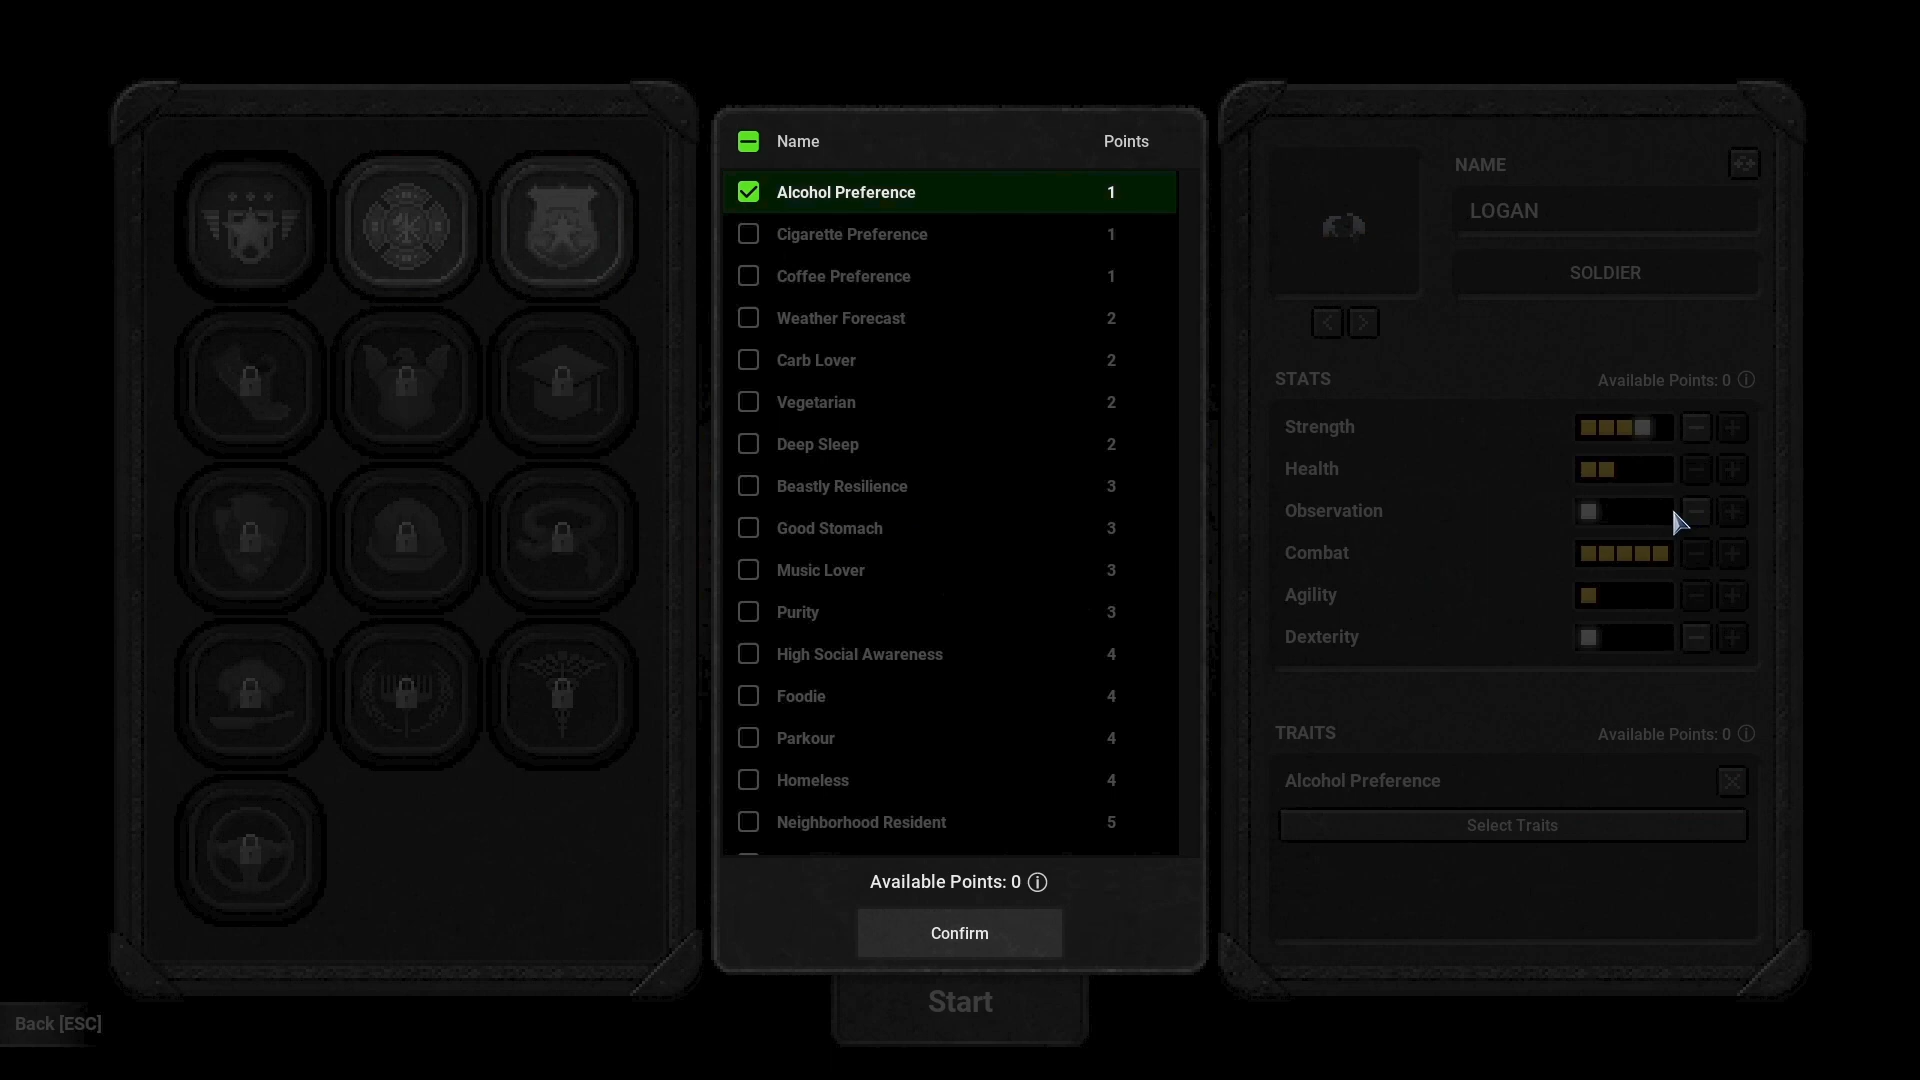 Name Points
Alcohol Preference 1
Cigarette Preference 1
Coffee Preference 1
Weather Forecast 2
Carb Lover 2
Vegetarian 2
Deep Sleep 2
Beastly Resilience 3
Good Stomach 3
Music Lover 3
Purity 3
High Social Awareness 4
Foodie 4
Parkour 4
Homeless 4
Neighborhood Resident 5
Available Points: 0
Confirm
Start
Back [ESC]
NAME
LOGAN
SOLDIER
STATS Available Points: 0
Strength
Health
Observation
Combat
Agility
Dexterity
TRAITS Available Points: 0
Alcohol Preference
Select Traits